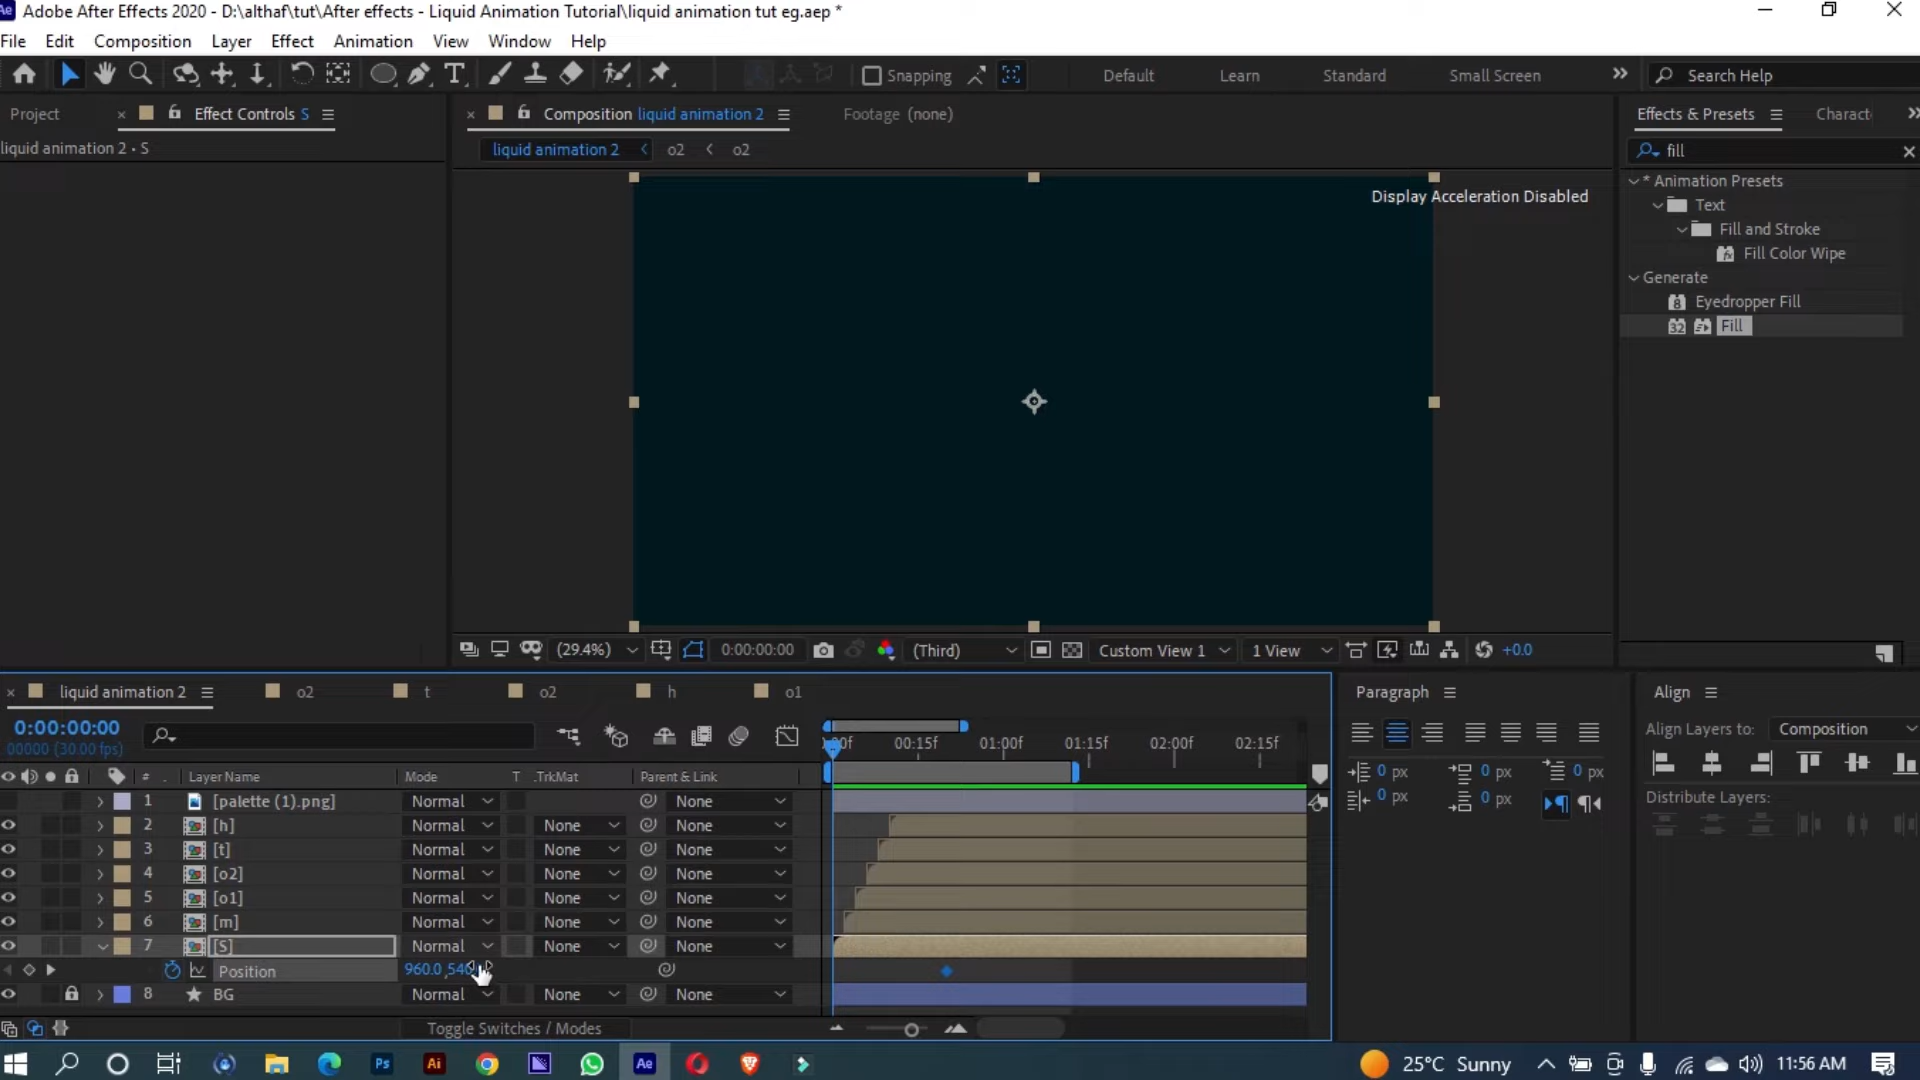 Adobe After Effects 2020 - D:\althaf\tut\After effects - Liquid Animation Tutorial\liquid animation tut eg.aep *
File Edit Composition Layer Effect Animation View Window Help
Snapping Default Learn Standard Small Screen Search Help
Project Effect Controls S Composition liquid animation 2 Footage (none) Effects & Presets Charact
liquid animation 2 • S liquid animation 2 o2 o2 fill
* Animation Presets
Display Acceleration Disabled
Text
Fill and Stroke
Fill Color Wipe
Generate
Eyedropper Fill
Fill
(29.4%) 0:00:00:00 (Third) Custom View 1 1 View +0.0
liquid animation 2 o2 t o2 h o1 Paragraph Align
0:00:00:00 Align Layers to: Composition
00000 (30.00 fps) 00:15f 01:00f 01:15f 02:00f 02:15f
# Layer Name Mode T .TrkMat Parent & Link 0 px 0 px 0 px
1 [palette (1).png] Normal None 0 px 0 px Distribute Layers:
2 [h] Normal None None
3 [t] Normal None None
4 [o2] Normal None None
5 [o1] Normal None None
6 [m] Normal None None
7 [S] Normal None None
Position 960.0,540
8 BG Normal None None
Toggle Switches / Modes
Ps Ai Ae 25°C Sunny 11:56 AM